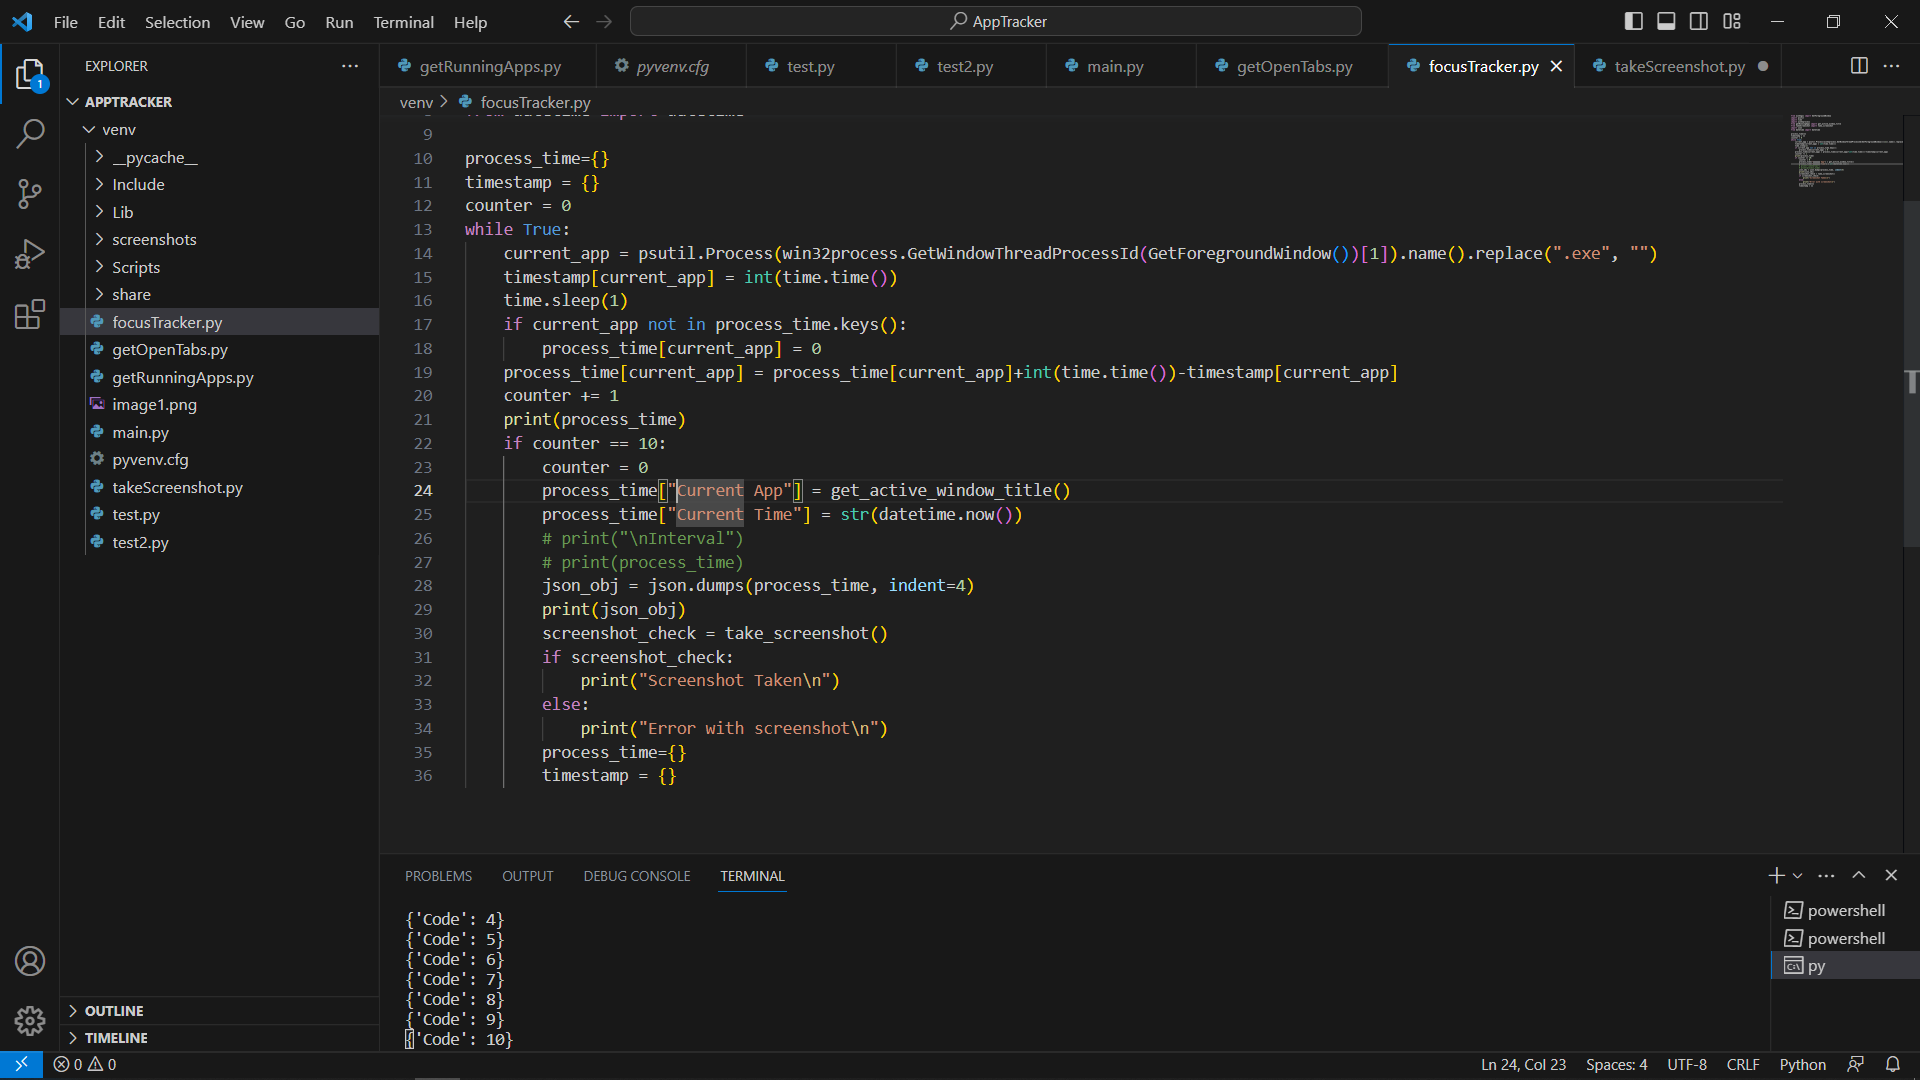 File Edit Selection View Go Run Terminal Help
AppTracker
EXPLORER
1
APPTRACKER
venv
__pycache__
Include
Lib
screenshots
Scripts
share
focusTracker.py
getOpenTabs.py
getRunningApps.py
image1.png
main.py
pyvenv.cfg
takeScreenshot.py
test.py
test2.py
OUTLINE
TIMELINE
getRunningApps.py pyvenv.cfg test.py test2.py main.py getOpenTabs.py focusTracker.py takeScreenshot.py
venv > focusTracker.py
9
10 process_time={}
11 timestamp = {}
12 counter = 0
13 while True:
14 current_app = psutil.Process(win32process.GetWindowThreadProcessId(GetForegroundWindow())[1]).name().replace(".exe", "")
15 timestamp[current_app] = int(time.time())
16 time.sleep(1)
17 if current_app not in process_time.keys():
18 process_time[current_app] = 0
19 process_time[current_app] = process_time[current_app]+int(time.time())-timestamp[current_app]
20 counter += 1
21 print(process_time)
22 if counter == 10:
23 counter = 0
24 process_time["Current App"] = get_active_window_title()
25 process_time["Current Time"] = str(datetime.now())
26 # print("\nInterval")
27 # print(process_time)
28 json_obj = json.dumps(process_time, indent=4)
29 print(json_obj)
30 screenshot_check = take_screenshot()
31 if screenshot_check:
32 print("Screenshot Taken\n")
33 else:
34 print("Error with screenshot\n")
35 process_time={}
36 timestamp = {}
PROBLEMS OUTPUT DEBUG CONSOLE TERMINAL
{'Code': 4}
{'Code': 5}
{'Code': 6}
{'Code': 7}
{'Code': 8}
{'Code': 9}
{'Code': 10}
powershell
powershell
py
0 0
Ln 24, Col 23 Spaces: 4 UTF-8 CRLF Python